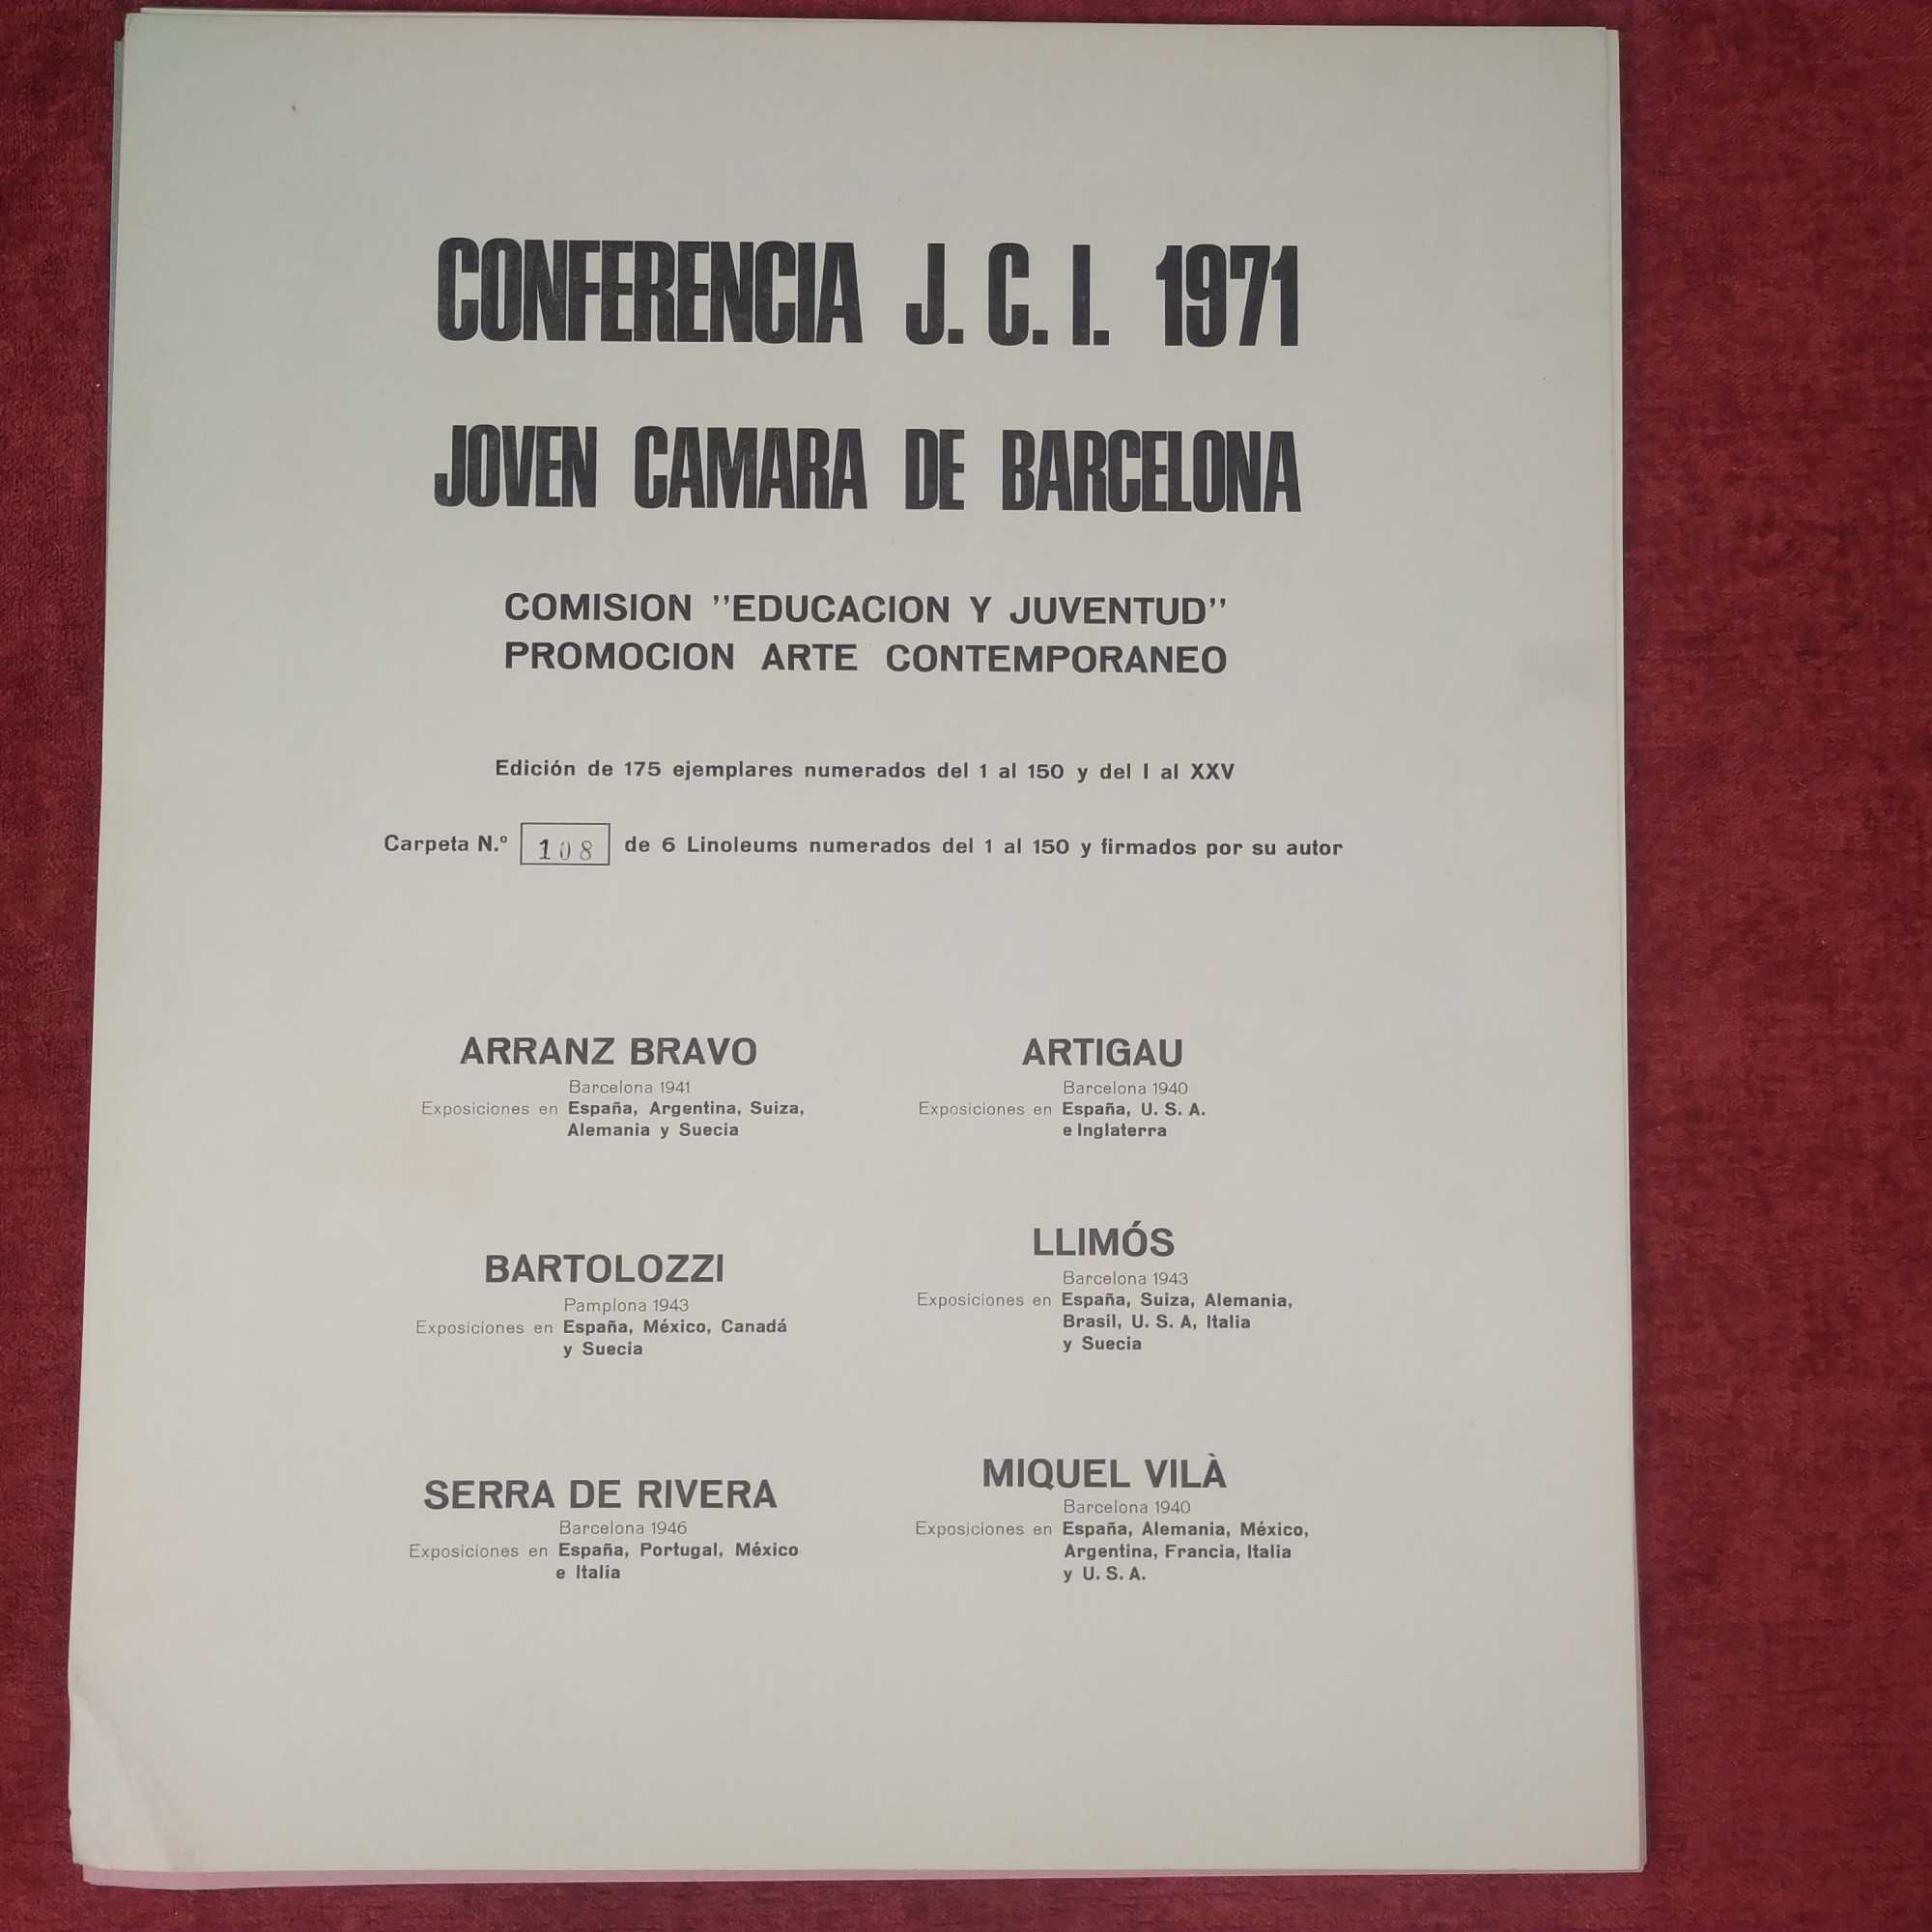 CONFERENCIA J. C. I. 1971
JOVEN CAMARA DE BARCELONA
COMISION "EDUCACION Y JUVENTUD"
PROMOCION ARTE CONTEMPORANEO
Edición de 175 ejemplares numerados del 1 al 150 y del I al XXV
Carpeta N.º 108 de 6 Linoleums numerados del 1 al 150 y firmados por su autor
ARRANZ BRAVO
Barcelona 1941
Exposiciones en España, Argentina, Suiza,
Alemania y Suecia
ARTIGAU
Barcelona 1940
Exposiciones en España, U. S. A.
e Inglaterra
BARTOLOZZI
Pamplona 1943
Exposiciones en España, México, Canadá
y Suecia
LLIMÓS
Barcelona 1943
Exposiciones en España, Suiza, Alemania,
Brasil, U. S. A, Italia
y Suecia
SERRA DE RIVERA
Barcelona 1946
Exposiciones en España, Portugal, México
e Italia
MIQUEL VILÀ
Barcelona 1940
Exposiciones en España, Alemania, México,
Argentina, Francia, Italia
y U. S. A.